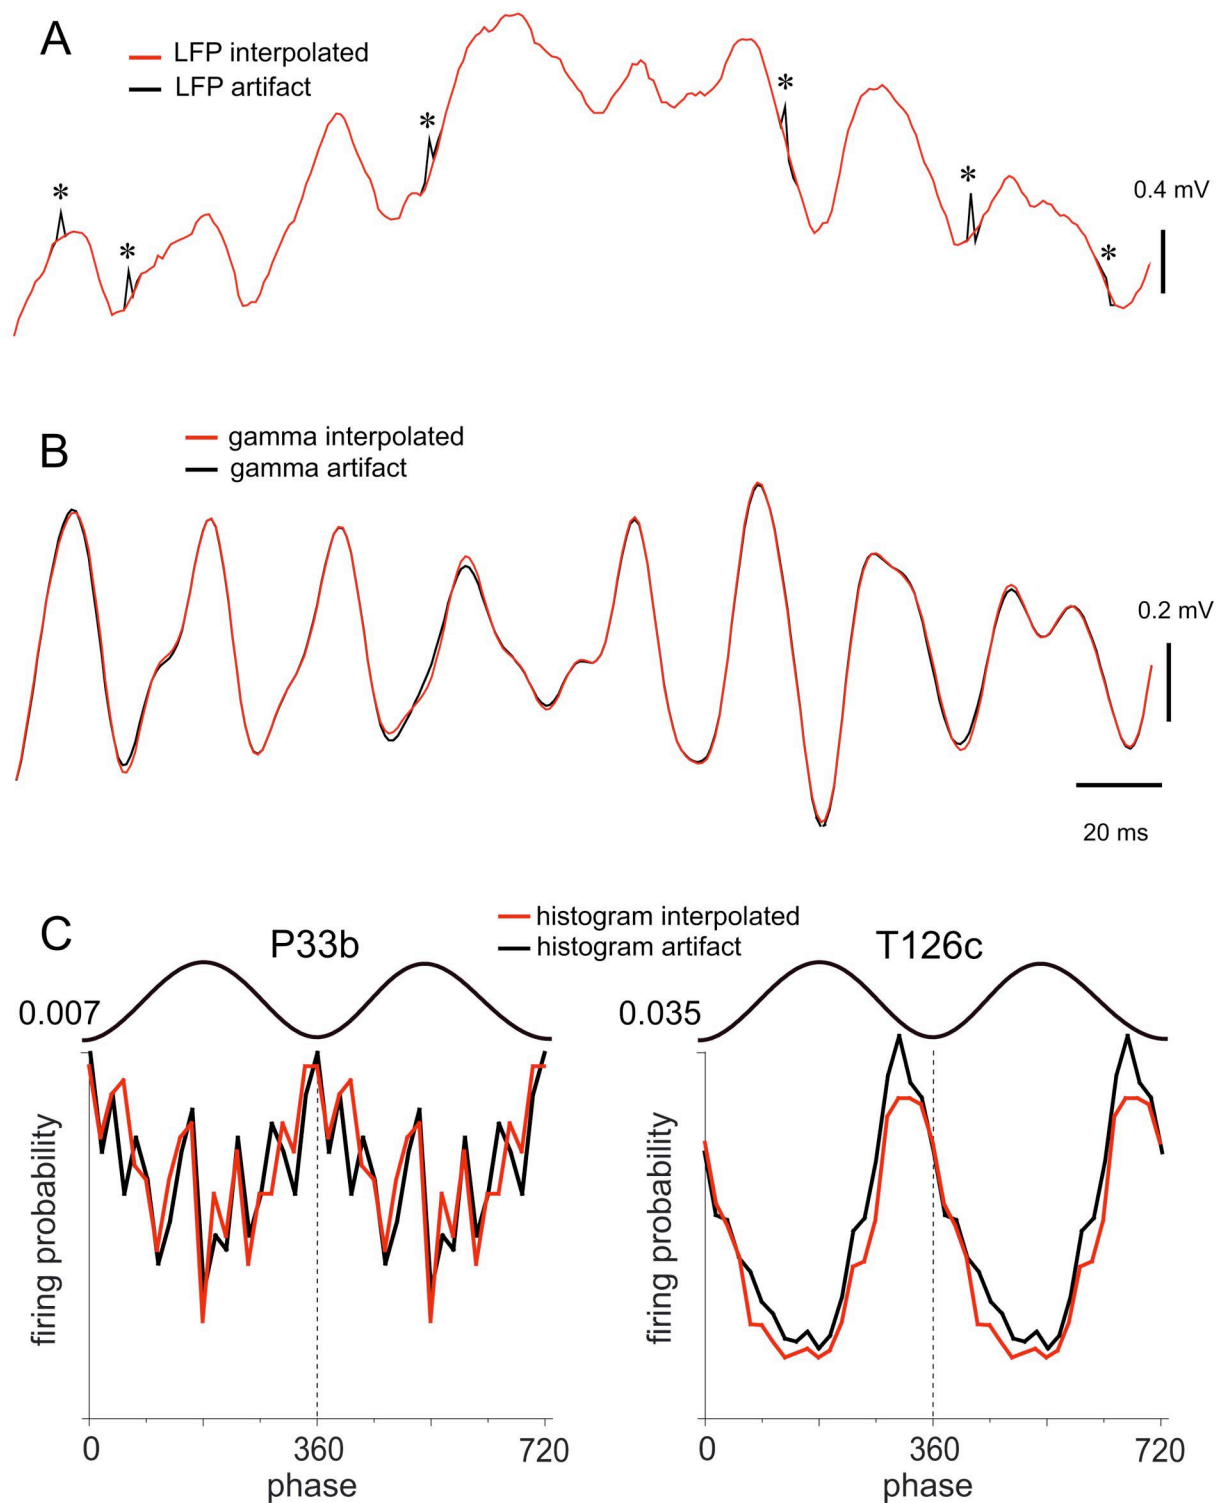 A
LFP interpolated
LFP artifact
*
*
*
*
*
*
0.4 mV
B
gamma interpolated
gamma artifact
0.2 mV
20 ms
C
histogram interpolated
histogram artifact
P33b
T126c
0.007
0.035
firing probability
firing probability
0 360 720
0 360 720
phase
phase